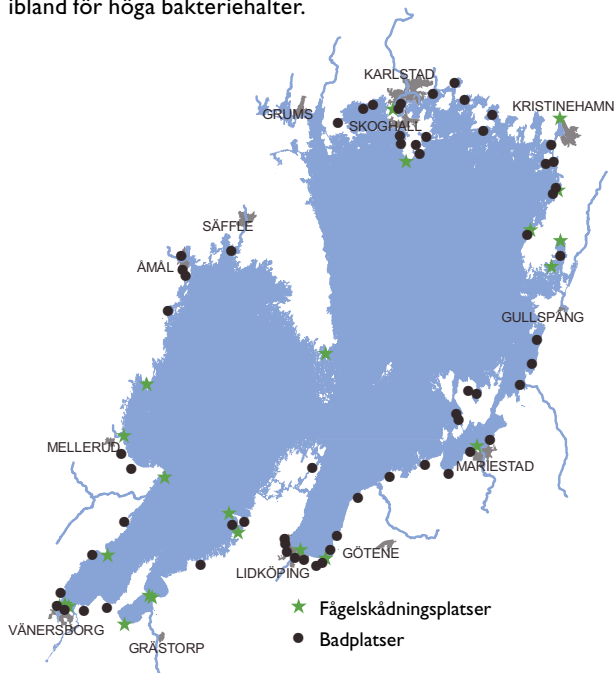 ibland för höga bakteriehalter.
KARLSTAD
KRISTINEHAMN
GRUMS
SKOGHALL
SÄFFLE
ÅMÅL
GULLSPÅNG
MELLERUD
MARIESTAD
GÖTENE
LIDKÖPING
Fågelskådningsplatser
VÄNERSBORG
Badplatser
GRÄSTORP